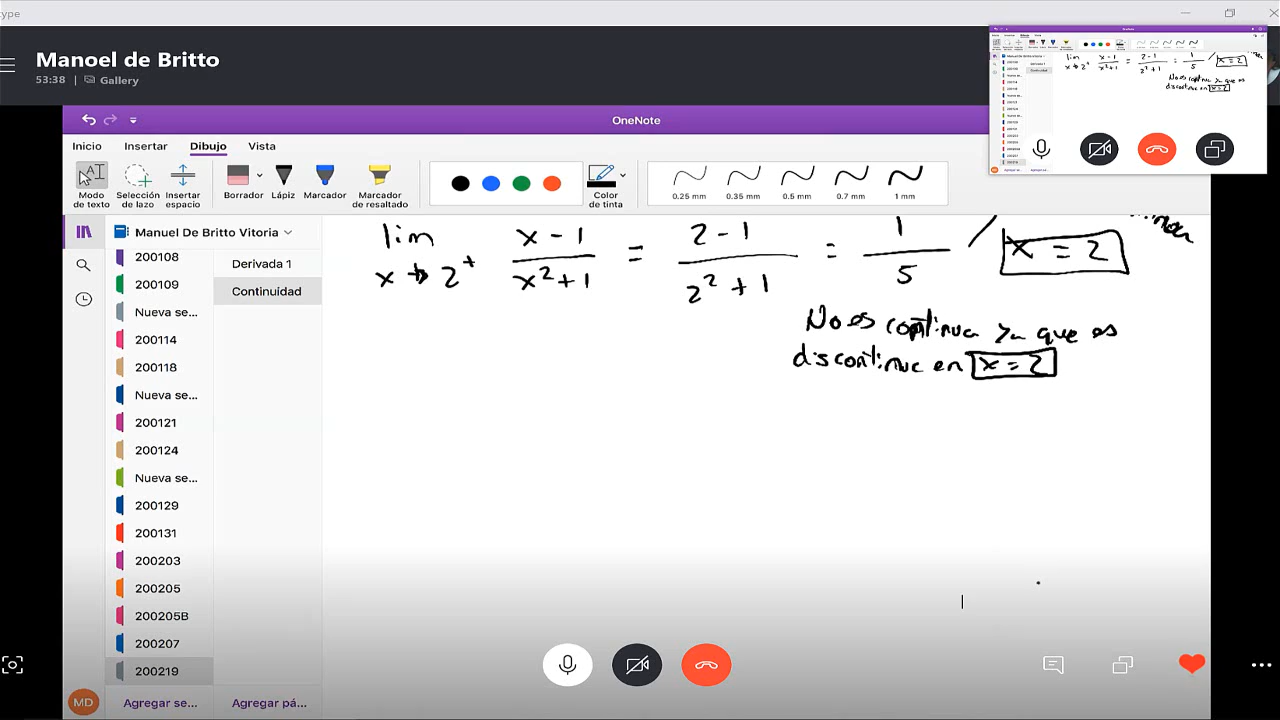 Manoel de Britto
53:38 | Gallery
OneNote
Inicio Insertar Dibujo Vista
Modo de texto
Selección de lazo
Insertar espacio
Borrador
Lápiz
Marcador
Marcador de resaltado
Color de tinta
0.25 mm 0.35 mm 0.5 mm 0.7 mm 1 mm
Manuel De Britto Vitoria
200108
200109
Nueva se...
200114
200118
Nueva se...
200121
200124
Nueva se...
200129
200131
200203
200205
200205B
200207
200219
Agregar se...
MD
Derivada 1
Continuidad
Agregar pá...
lim x→2⁺ (x-1)/(x²+1) = (2-1)/(2²+1) = 1/5 / x = 2
No es continua ya que es
discontinue en x = 2